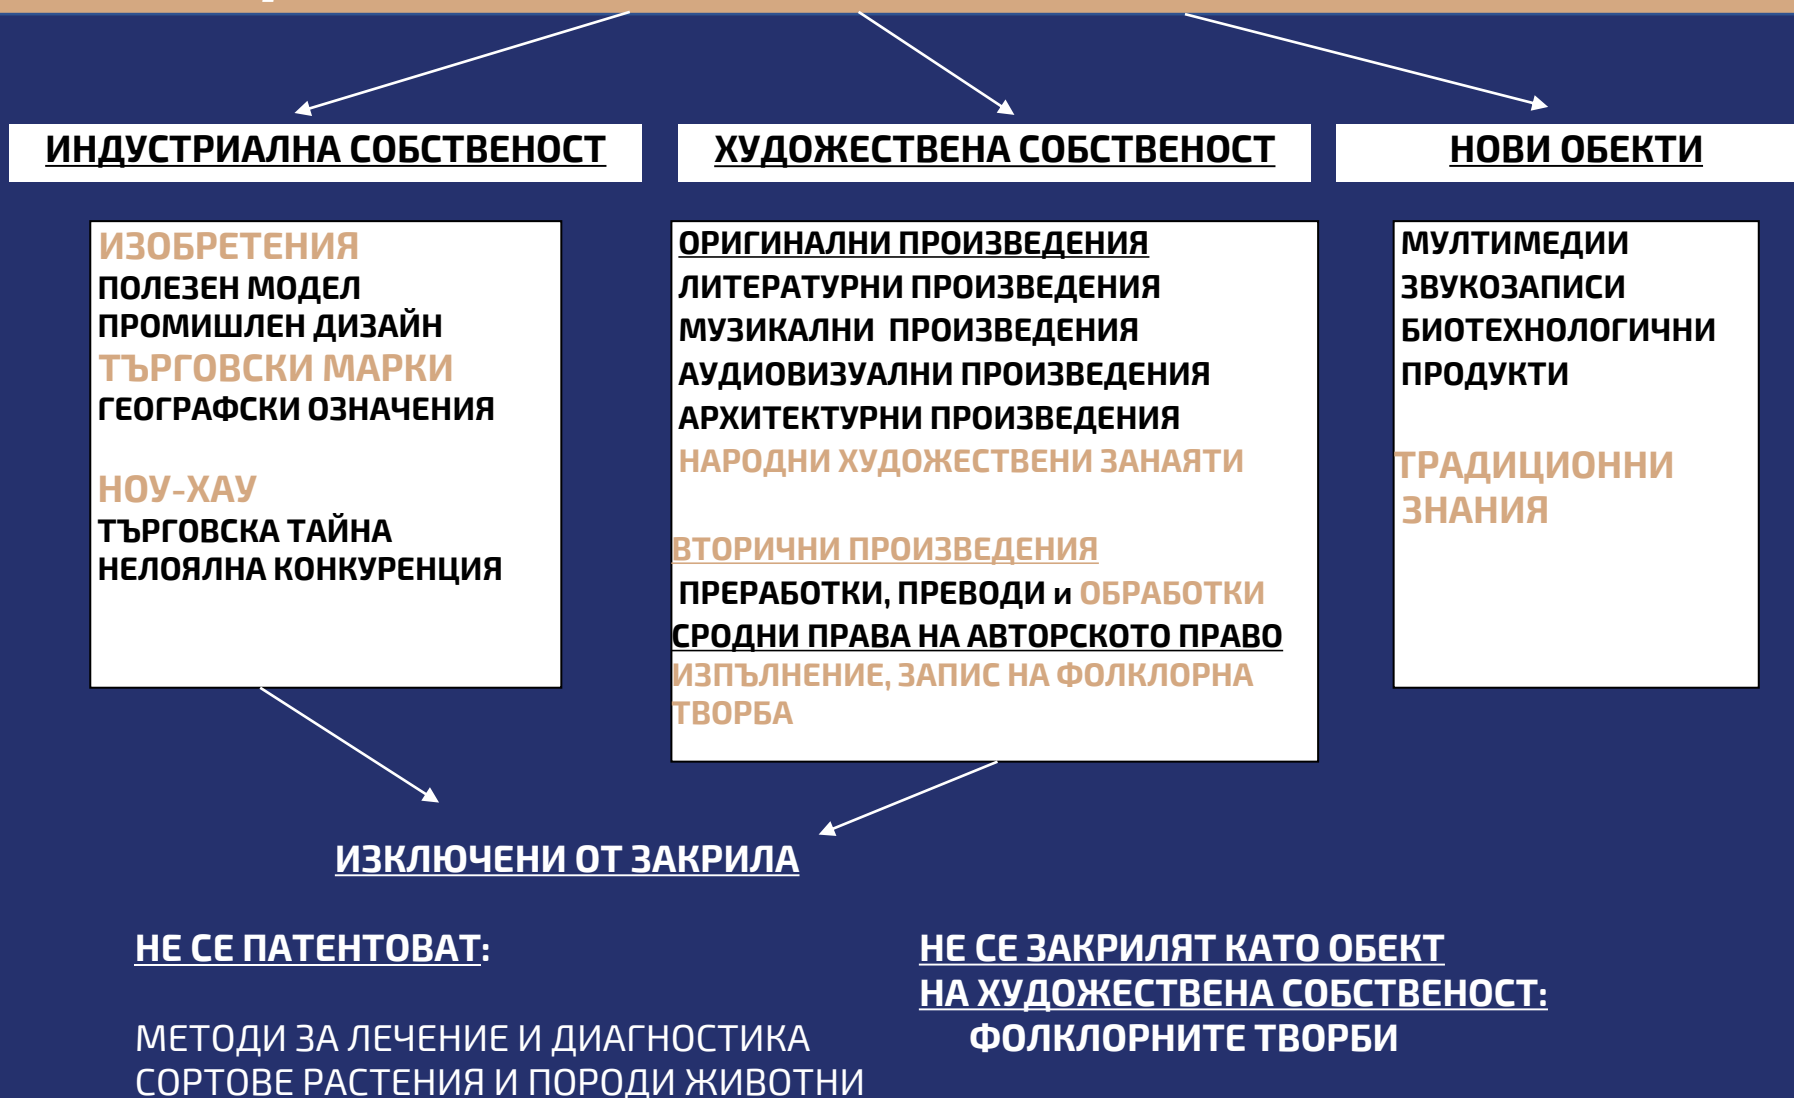 ИНДУСТРИАЛНА СОБСТВЕНОСТ
ИЗОБРЕТЕНИЯ
ПОЛЕЗЕН МОДЕЛ
ПРОМИШЛЕН ДИЗАЙН
ТЪРГОВСКИ МАРКИ
ГЕОГРАФСКИ ОЗНАЧЕНИЯ
НОУ-ХАУ
ТЪРГОВСКА ТАЙНА
НЕЛОЯЛНА КОНКУРЕНЦИЯ
ХУДОЖЕСТВЕНА СОБСТВЕНОСТ
ОРИГИНАЛНИ ПРОИЗВЕДЕНИЯ
ЛИТЕРАТУРНИ ПРОИЗВЕДЕНИЯ
МУЗИКАЛНИ ПРОИЗВЕДЕНИЯ
АУДИОВИЗУАЛНИ ПРОИЗВЕДЕНИЯ
АРХИТЕКТУРНИ ПРОИЗВЕДЕНИЯ
НАРОДНИ ХУДОЖЕСТВЕНИ ЗАНАЯТИ
ВТОРИЧНИ ПРОИЗВЕДЕНИЯ
ПРЕРАБОТКИ, ПРЕВОДИ и ОБРАБОТКИ
СРОДНИ ПРАВА НА АВТОРСКОТО ПРАВО
ИЗПЪЛНЕНИЕ, ЗАПИС НА ФОЛКЛОРНА
ТВОРБА
НОВИ ОБЕКТИ
МУЛТИМЕДИИ
ЗВУКОЗАПИСИ
БИОТЕХНОЛОГИЧНИ
ПРОДУКТИ
ТРАДИЦИОННИ
ЗНАНИЯ
ИЗКЛЮЧЕНИ ОТ ЗАКРИЛА
НЕ СЕ ПАТЕНТОВАТ:
МЕТОДИ ЗА ЛЕЧЕНИЕ И ДИАГНОСТИКА
СОРТОВЕ РАСТЕНИЯ И ПОРОДИ ЖИВОТНИ
НЕ СЕ ЗАКРИЛЯТ КАТО ОБЕКТ
НА ХУДОЖЕСТВЕНА СОБСТВЕНОСТ:
ФОЛКЛОРНИТЕ ТВОРБИ